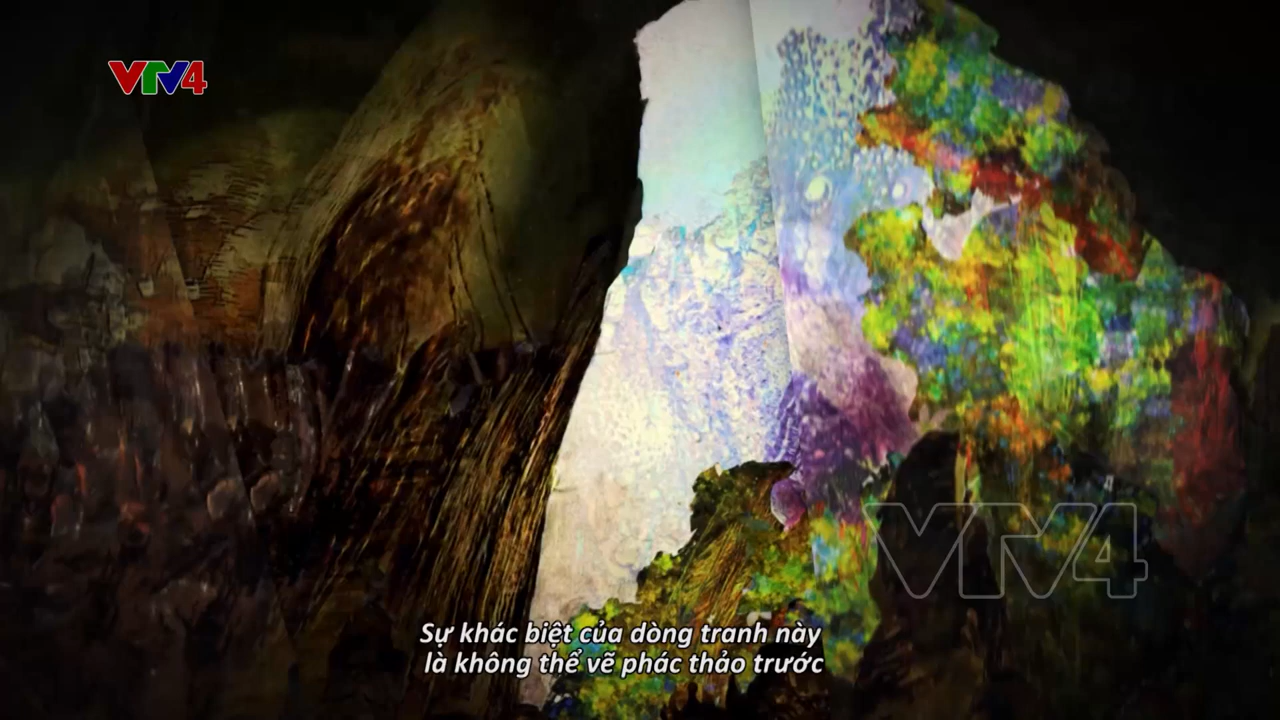 VTV4
VTV4
Sự khác biệt của dòng tranh này
là không thể vẽ phác thảo trước